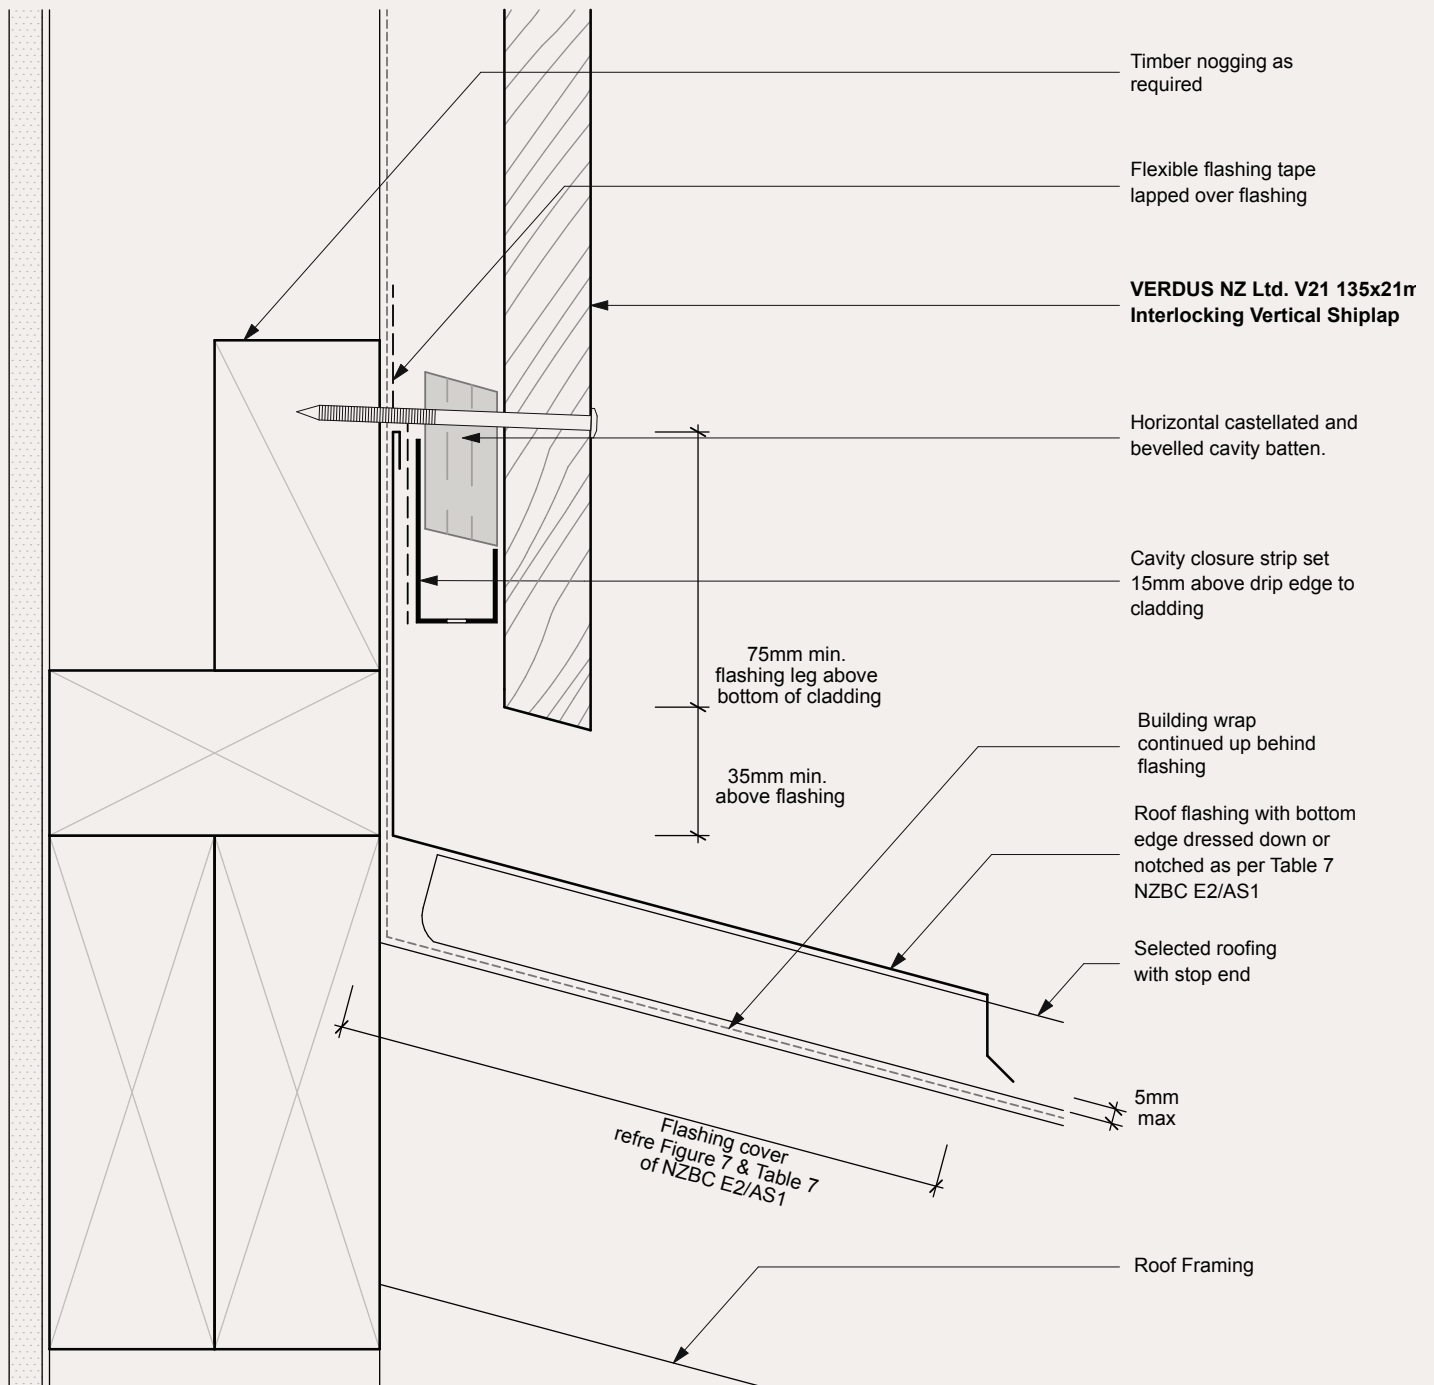 Timber nogging as
required
Flexible flashing tape
lapped over flashing
VERDUS NZ Ltd. V21 135x21m
Interlocking Vertical Shiplap
Horizontal castellated and
bevelled cavity batten.
Cavity closure strip set
15mm above drip edge to
cladding
75mm min.
flashing leg above
bottom of cladding
Building wrap
continued up behind
flashing
35mm min.
above flashing
Roof flashing with bottom
edge dressed down or
notched as per Table 7
NZBC E2/AS1
Selected roofing
with stop end
5mm
max
Flashing cover
refre Figure 7 & Table 7
of NZBC E2/AS1
Roof Framing